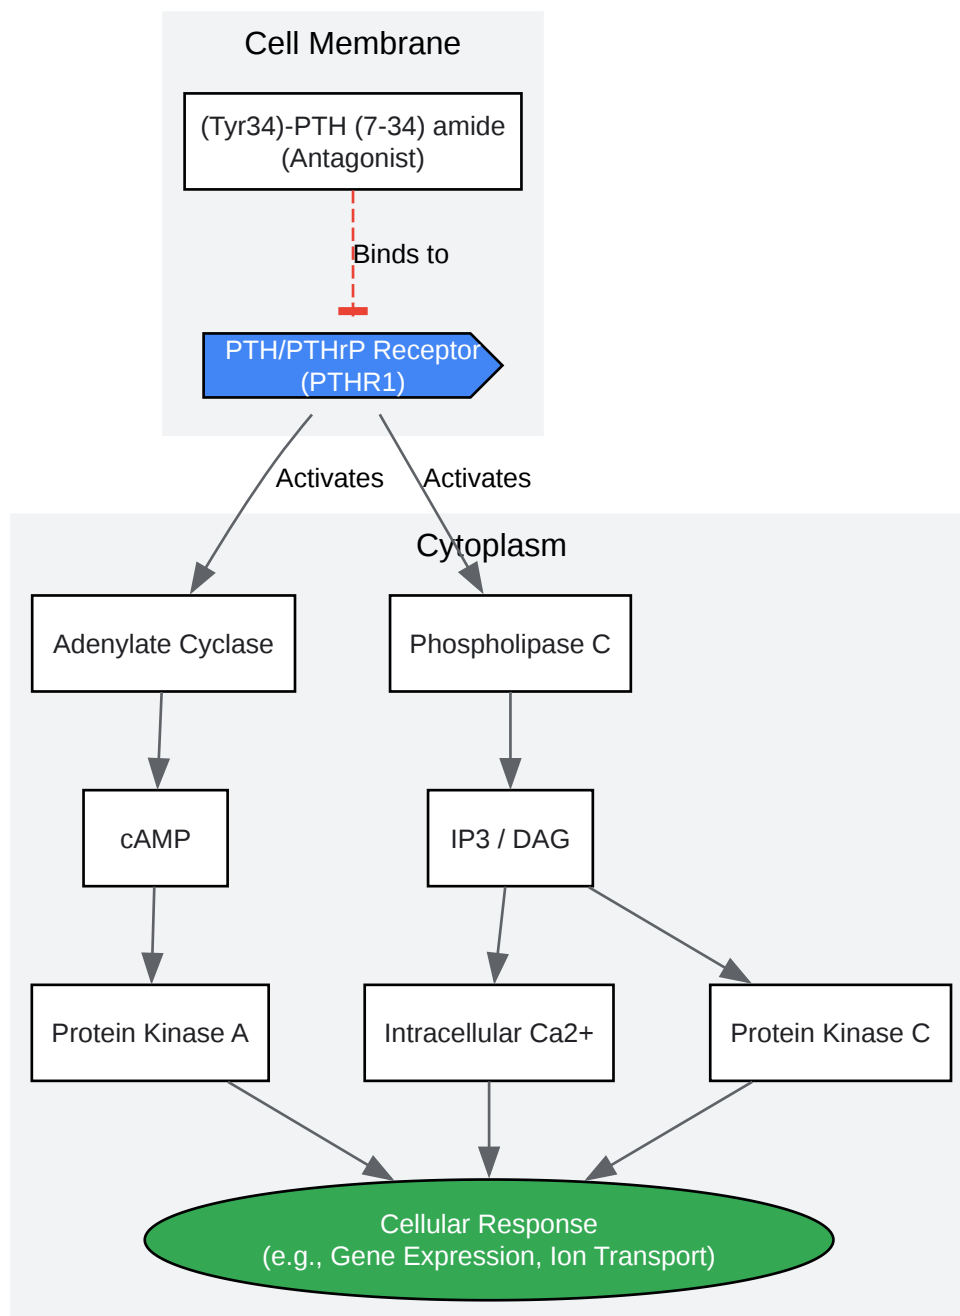 Cell Membrane
(Tyr34)-PTH (7-34) amide
(Antagonist)
Binds to
PTH/PTHrP Receptor
(PTHR1)
Activates
Activates
Cytoplasm
Adenylate Cyclase
Phospholipase C
cAMP
IP3 / DAG
Protein Kinase A
Intracellular Ca2+
Protein Kinase C
Cellular Response
(e.g., Gene Expression, Ion Transport)